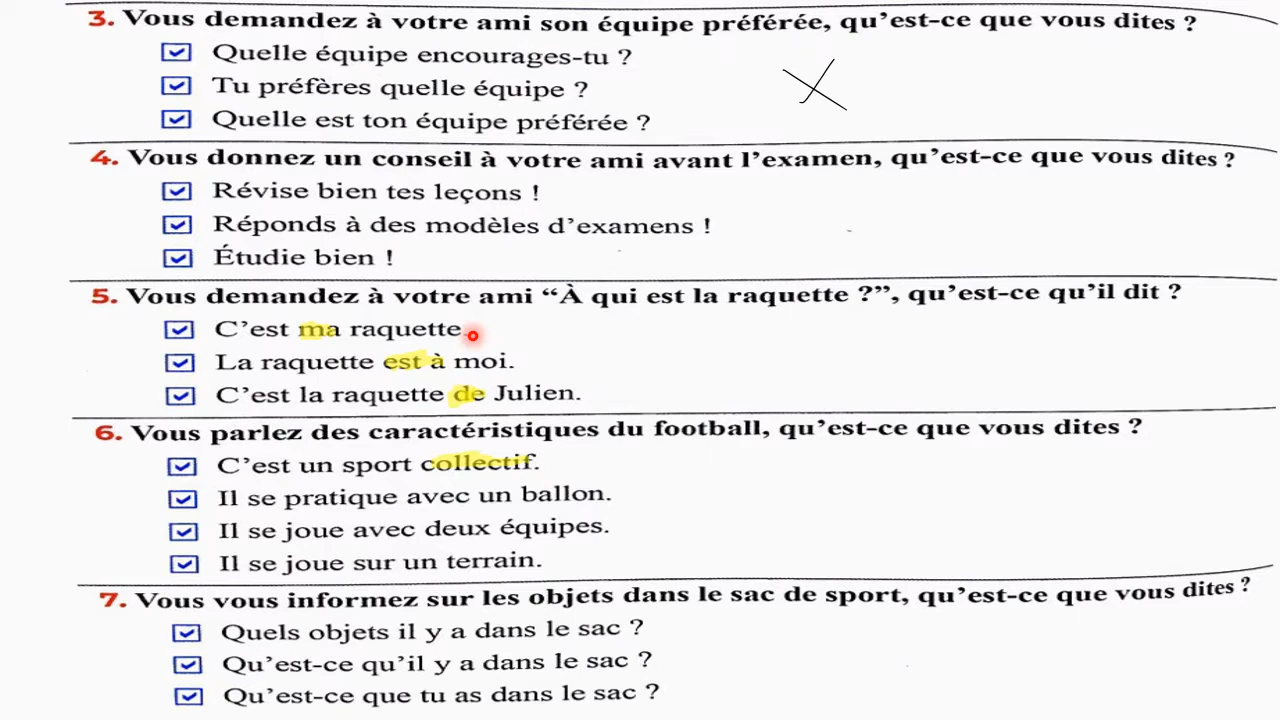 3. Vous demandez à votre ami son équipe préférée, qu'est-ce que vous dites ?
Quelle équipe encourages-tu ?
Tu préfères quelle équipe ?
Quelle est ton équipe préférée ?
4. Vous donnez un conseil à votre ami avant l'examen, qu'est-ce que vous dites ?
Révise bien tes leçons !
Réponds à des modèles d'examens !
Étudie bien !
5. Vous demandez à votre ami “À qui est la raquette ?”, qu'est-ce qu'il dit ?
C'est ma raquette.
La raquette est à moi.
C'est la raquette de Julien.
6. Vous parlez des caractéristiques du football, qu'est-ce que vous dites ?
C'est un sport collectif.
Il se pratique avec un ballon.
Il se joue avec deux équipes.
Il se joue sur un terrain.
7. Vous vous informez sur les objets dans le sac de sport, qu'est-ce que vous dites ?
Quels objets il y a dans le sac ?
Qu'est-ce qu'il y a dans le sac ?
Qu'est-ce que tu as dans le sac ?